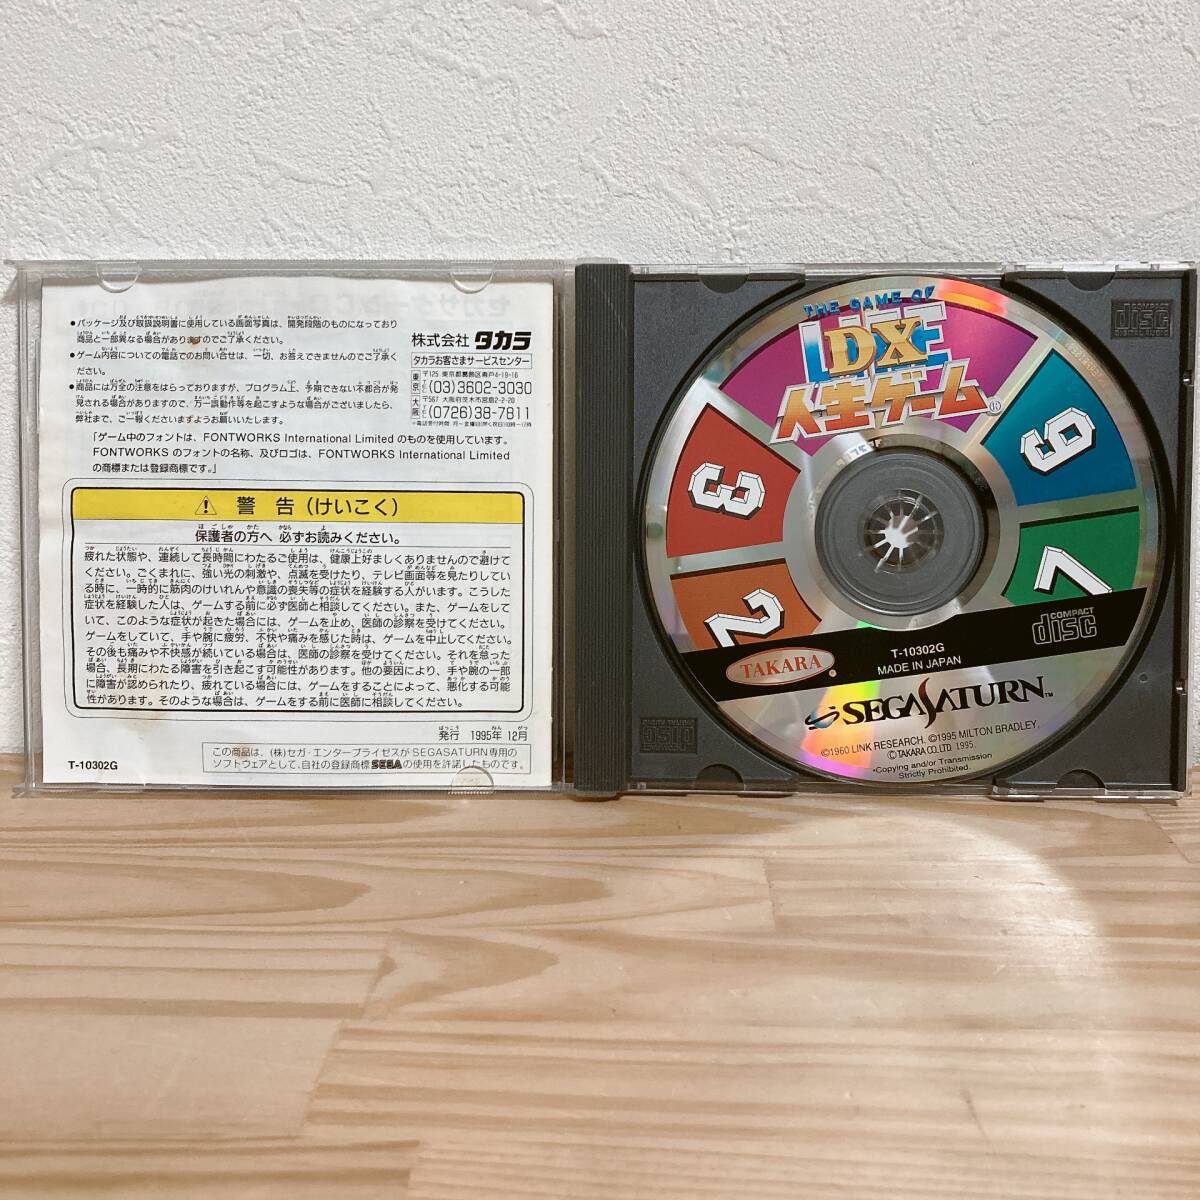 ●パッケージ及び取扱説明書に使用している画面写真は、開発段階のものになっており
商品と一部異なる場合がありますのでご了承ください。
●ゲーム内容についての電話でのお問い合せは、一切、お答えできませんのでご了承く
ださい。
●商品には万全の注意をはらっておりますが、プログラム上、予期できない不都合が発
見される場合がありますので、万一誤動作等を起こすような場合がございましたら、
弊社まで、ご一報くださいますようお願いいたします。
「ゲーム中のフォントは、FONTWORKS International Limited のものを使用しています。
FONTWORKS のフォントの名称、及びロゴは、FONTWORKS International Limited
の商標または登録商標です。」
株式会社 タカラ
タカラお客さまサービスセンター
東京 〒125 東京都葛飾区青戸4-19-16
(03)3602-3030
大阪 〒567 大阪府茨木市宮島2-2-20
(0726)38-7811
警告(けいこく)
保護者の方へ 必ずお読みください。
疲れた状態や、連続して長時間にわたるご使用は、健康上好ましくありませんので避けて
ください。ごくまれに、強い光の刺激や、点滅を受けたり、テレビ画面等を見たりしてい
る時に、一時的に筋肉のけいれんや意識の喪失等の症状を経験する人がいます。こうした
症状を経験した人は、ゲームする前に必ず医師と相談してください。また、ゲームをして
いて、このような症状が起きた場合には、ゲームを止め、医師の診察を受けてください。
ゲームをしていて、手や腕に疲労、不快や痛みを感じた時は、ゲームを中止してください。
その後も痛みや不快感が続いている場合は、医師の診察を受けてください。それを怠った
場合、長期にわたる障害を引き起こす可能性があります。他の要因により、手や腕の一部
に障害が認められたり、疲れている場合には、ゲームをすることによって、悪化する可能
性があります。そのような場合は、ゲームをする前に医師に相談してください。
発行 1995年 12月
この商品は、(株)セガ・エンタープライゼスがSEGASATURN専用の
ソフトウェアとして、自社の登録商標SEGAの使用を許諾したものです。
T-10302G
THE GAME OF
LIFE
DX
人生ゲーム®
3
2
6
7
COMPACT
disc
TAKARA
T-10302G
MADE IN JAPAN
SEGASATURN™
©1960 LINK RESEARCH, ©1995 MILTON BRADLEY,
©TAKARA CO.LTD 1995.
•Copying and/or Transmission
Strictly Prohibited.